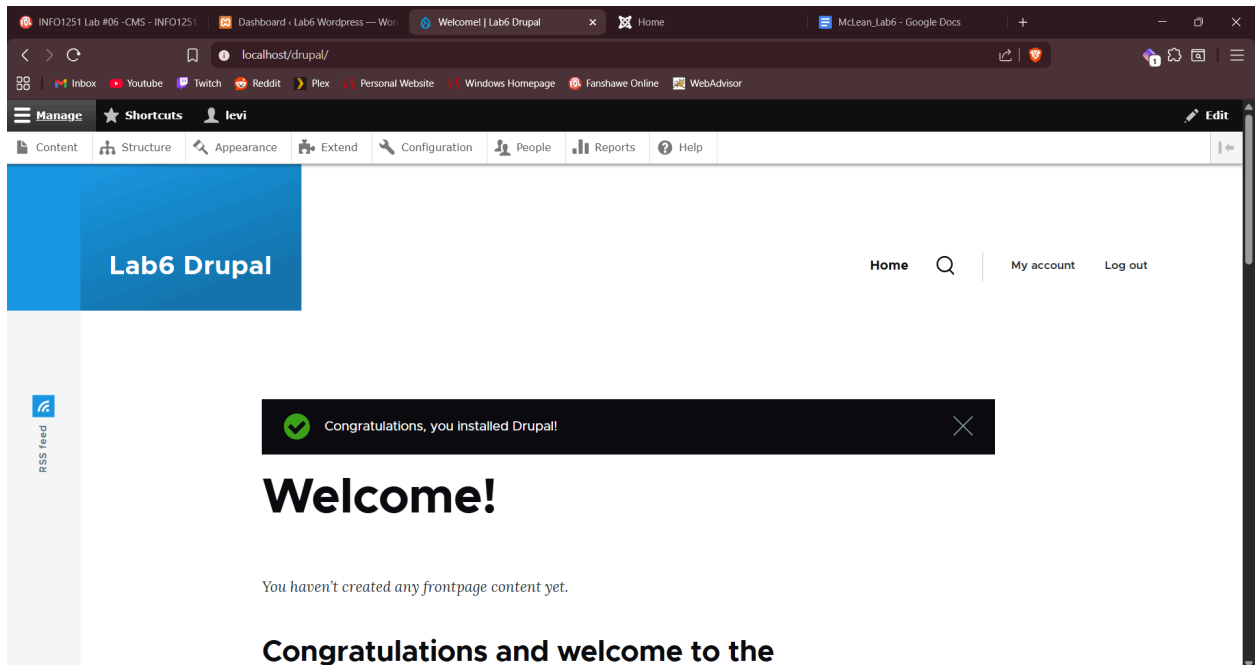 INFO1251 Lab #06 -CMS - INFO1251 Dashboard ‹ Lab6 Wordpress — Wor Welcome! | Lab6 Drupal Home McLean_Lab6 - Google Docs
localhost/drupal/ 1
Inbox Youtube Twitch Reddit Plex Personal Website Windows Homepage Fanshawe Online WebAdvisor
Manage Shortcuts levi Edit
Content Structure Appearance Extend Configuration People Reports Help
Lab6 Drupal
Home My account Log out
RSS feed
Congratulations, you installed Drupal!
Welcome!
You haven’t created any frontpage content yet.
Congratulations and welcome to the